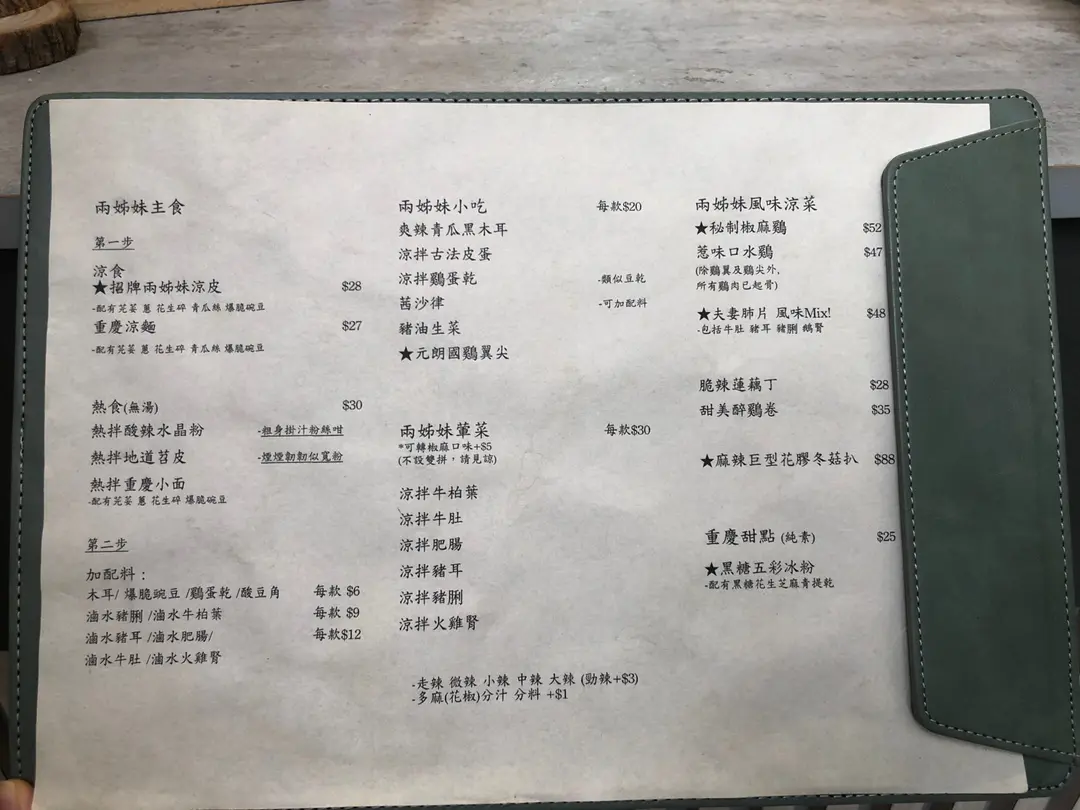 兩姊妹主食
第一步
涼食
★招牌兩姊妹涼皮 $28
-配有芫荽 蔥 花生碎 青瓜絲 爆脆碗豆
重慶涼麵 $27
-配有芫荽 蔥 花生碎 青瓜絲 爆脆碗豆
熱食(無湯) $30
熱拌酸辣水晶粉 -粗身掛汁粉絲咁
熱拌地道苕皮 -煙煙韌韌似寬粉
熱拌重慶小面
-配有芫荽 蔥 花生碎 爆脆碗豆
第二步
加配料：
木耳/ 爆脆豌豆 /鷄蛋乾 /酸豆角 -每款 $6
滷水豬脷 /滷水牛柏葉 -每款 $9
滷水豬耳 /滷水肥腸/ -每款$12
滷水牛肚 /滷水火雞腎
兩姊妹小吃 每款$20
爽辣青瓜黑木耳
涼拌古法皮蛋
涼拌鷄蛋乾 -類似豆乾
茜沙律 -可加配料
豬油生菜
★元朗國鷄翼尖
兩姊妹葷菜 每款$30
*可轉椒麻口味+$5
(不設雙拼，請見諒)
涼拌牛柏葉
涼拌牛肚
涼拌肥腸
涼拌豬耳
涼拌豬脷
涼拌火雞腎
-走辣 微辣 小辣 中辣 大辣 (勁辣+$3)
-多麻(花椒)分汁 分料 +$1
兩姊妹風味涼菜
★秘制椒麻鷄 $52
惹味口水鷄 $47
(除鷄翼及鷄尖外,
所有鷄肉已起骨)
★夫妻肺片 風味Mix! $48
-包括牛肚 豬耳 豬脷 鵝腎
脆辣蓮藕丁 $28
甜美醉鷄卷 $35
★麻辣巨型花膠冬菇扒 $88
重慶甜點 (純素) $25
★黑糖五彩冰粉
-配有黑糖花生芝麻青提乾